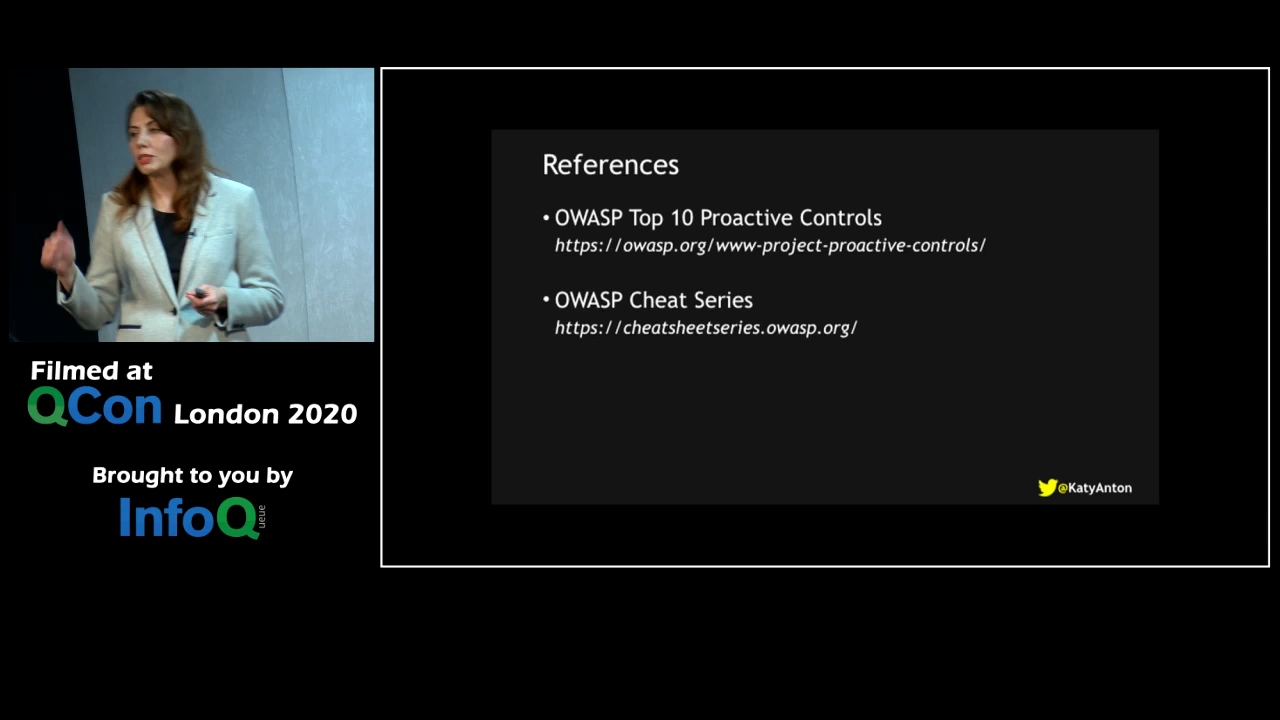 References
• OWASP Top 10 Proactive Controls
https://owasp.org/www-project-proactive-controls/
• OWASP Cheat Series
https://cheatsheetseries.owasp.org/
@KatyAnton
Filmed at
QCon London 2020
Brought to you by
InfoQ
ueue